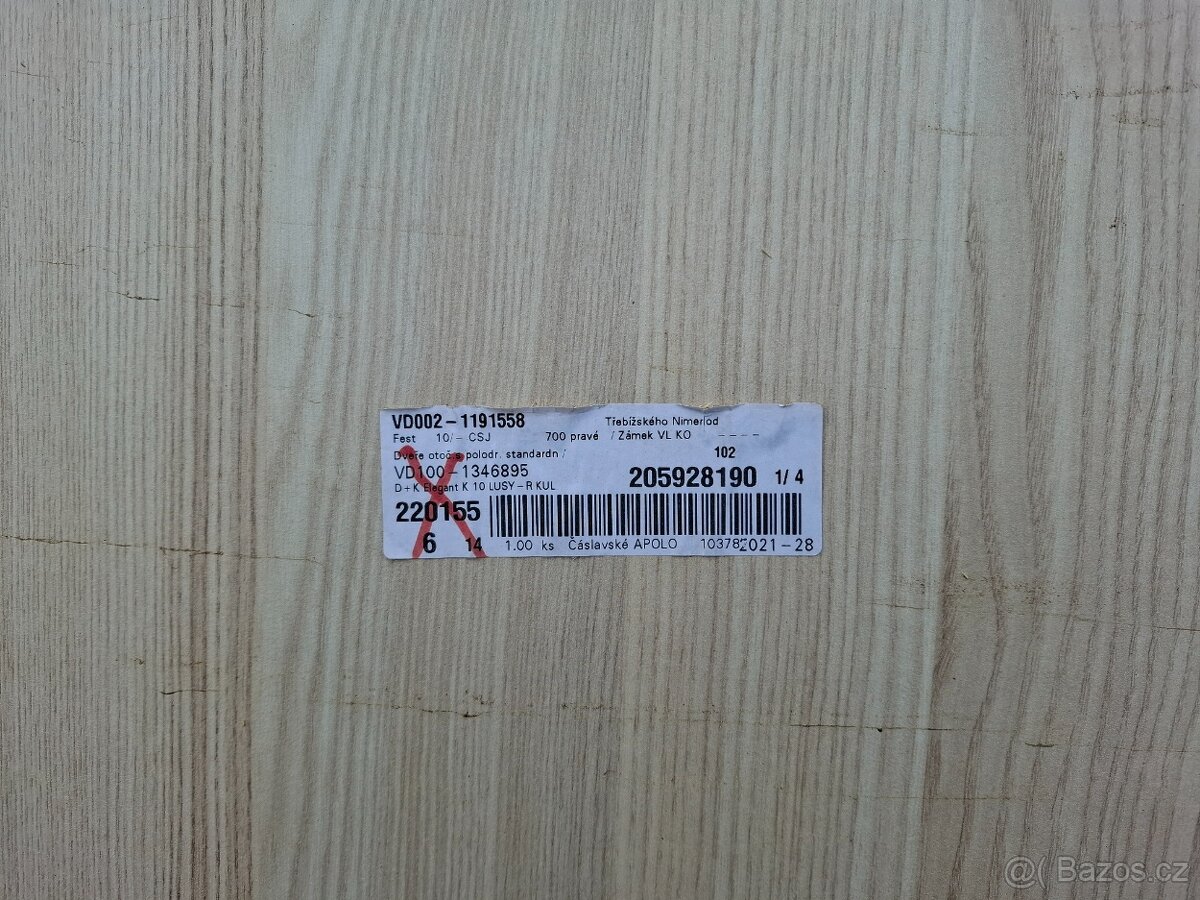 VD002-1191558 Třebížského Nimerlod
Fest 10/- CSJ 700 pravé / Zámek VL KO ----
Dveře otoč.s polodr. standardn / 102
VD100-1346895 205928190 1/4
D+K Elegant K 10 LUSY-R KUL
220155
6 14 1.00 ks Čáslavské APOLO 10378 2021-28
@( Bazos.cz